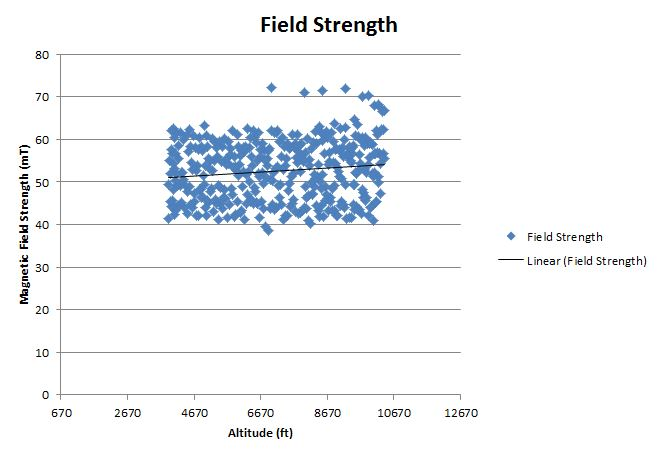 Field Strength
80
70
60
50
40
30
20
10
0
Magnetic Field Strength (mT)
670 2670 4670 6670 8670 10670 12670
Altitude (ft)
Field Strength
Linear (Field Strength)